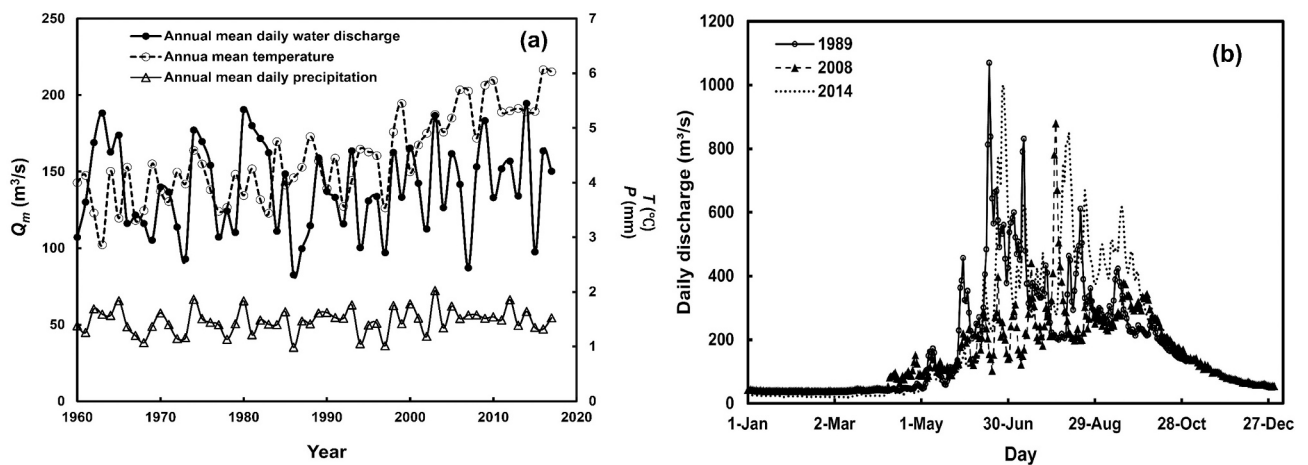 (a)
Annual mean daily water discharge
Annua mean temperature
Annual mean daily precipitation
Qm (m³/s)
250
200
150
100
50
0
7
6
5
4
3
2
1
0
T (°C)
P (mm)
1960 1970 1980 1990 2000 2010 2020
Year
(b)
1989
2008
2014
Daily discharge (m³/s)
1200
1000
800
600
400
200
0
1-Jan 2-Mar 1-May 30-Jun 29-Aug 28-Oct 27-Dec
Day